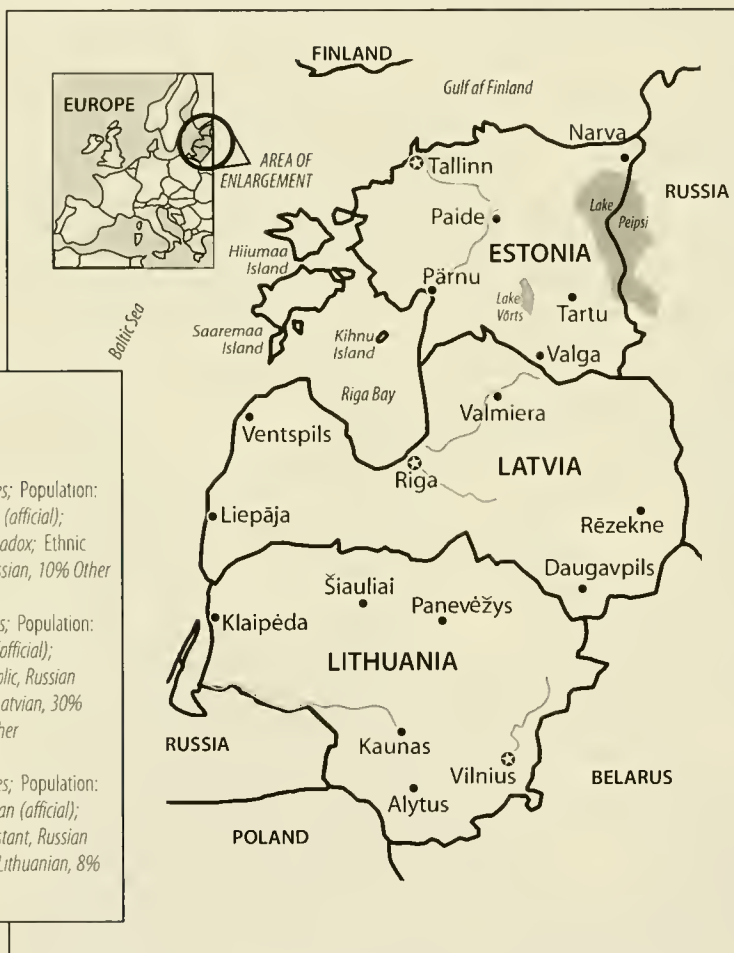 FINLAND
Gulf af Finland
EUROPE
AREA OF
ENLARGEMENT
Narva
Tallinn
RUSSIA
Lake
Peipsi
Paide
ESTONIA
Hiiumaa
Island
Pärnu
Lake
Võrts
Tartu
Baltic Sea
Saaremaa
Island
Kihnu
Island
Valga
Riga Bay
Valmiera
Ventspils
LATVIA
Riga
Liepāja
Rēzekne
Daugavpils
Šiauliai
Panevėžys
Klaipėda
LITHUANIA
RUSSIA
Kaunas
Vilnius
BELARUS
Alytus
POLAND
es; Population:
(official);
adox; Ethnic
ssian, 10% Other
s; Population:
official);
olic, Russian
atvian, 30%
her
es; Population:
an (official);
stant, Russian
Lithuanian, 8%